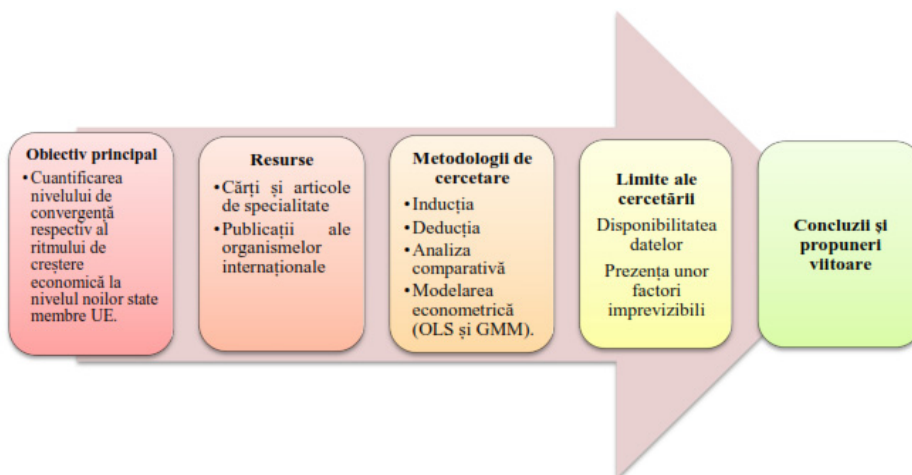 Obiectiv principal
•Cuantificarea
nivelului de
convergență
respectiv al
ritmului de
creștere
economică la
nivelul noilor state
membre UE.
Resurse
•Cărți și articole
de specialitate
•Publicații ale
organismelor
internaționale
Metodologii de
cercetare
•Inducția
•Deducția
•Analiza
comparativă
•Modelarea
econometrică
(OLS și GMM).
Limite ale
cercetării
Disponibilitatea
datelor
Prezența unor
factori
imprevizibili
Concluzii și
propuneri
viitoare